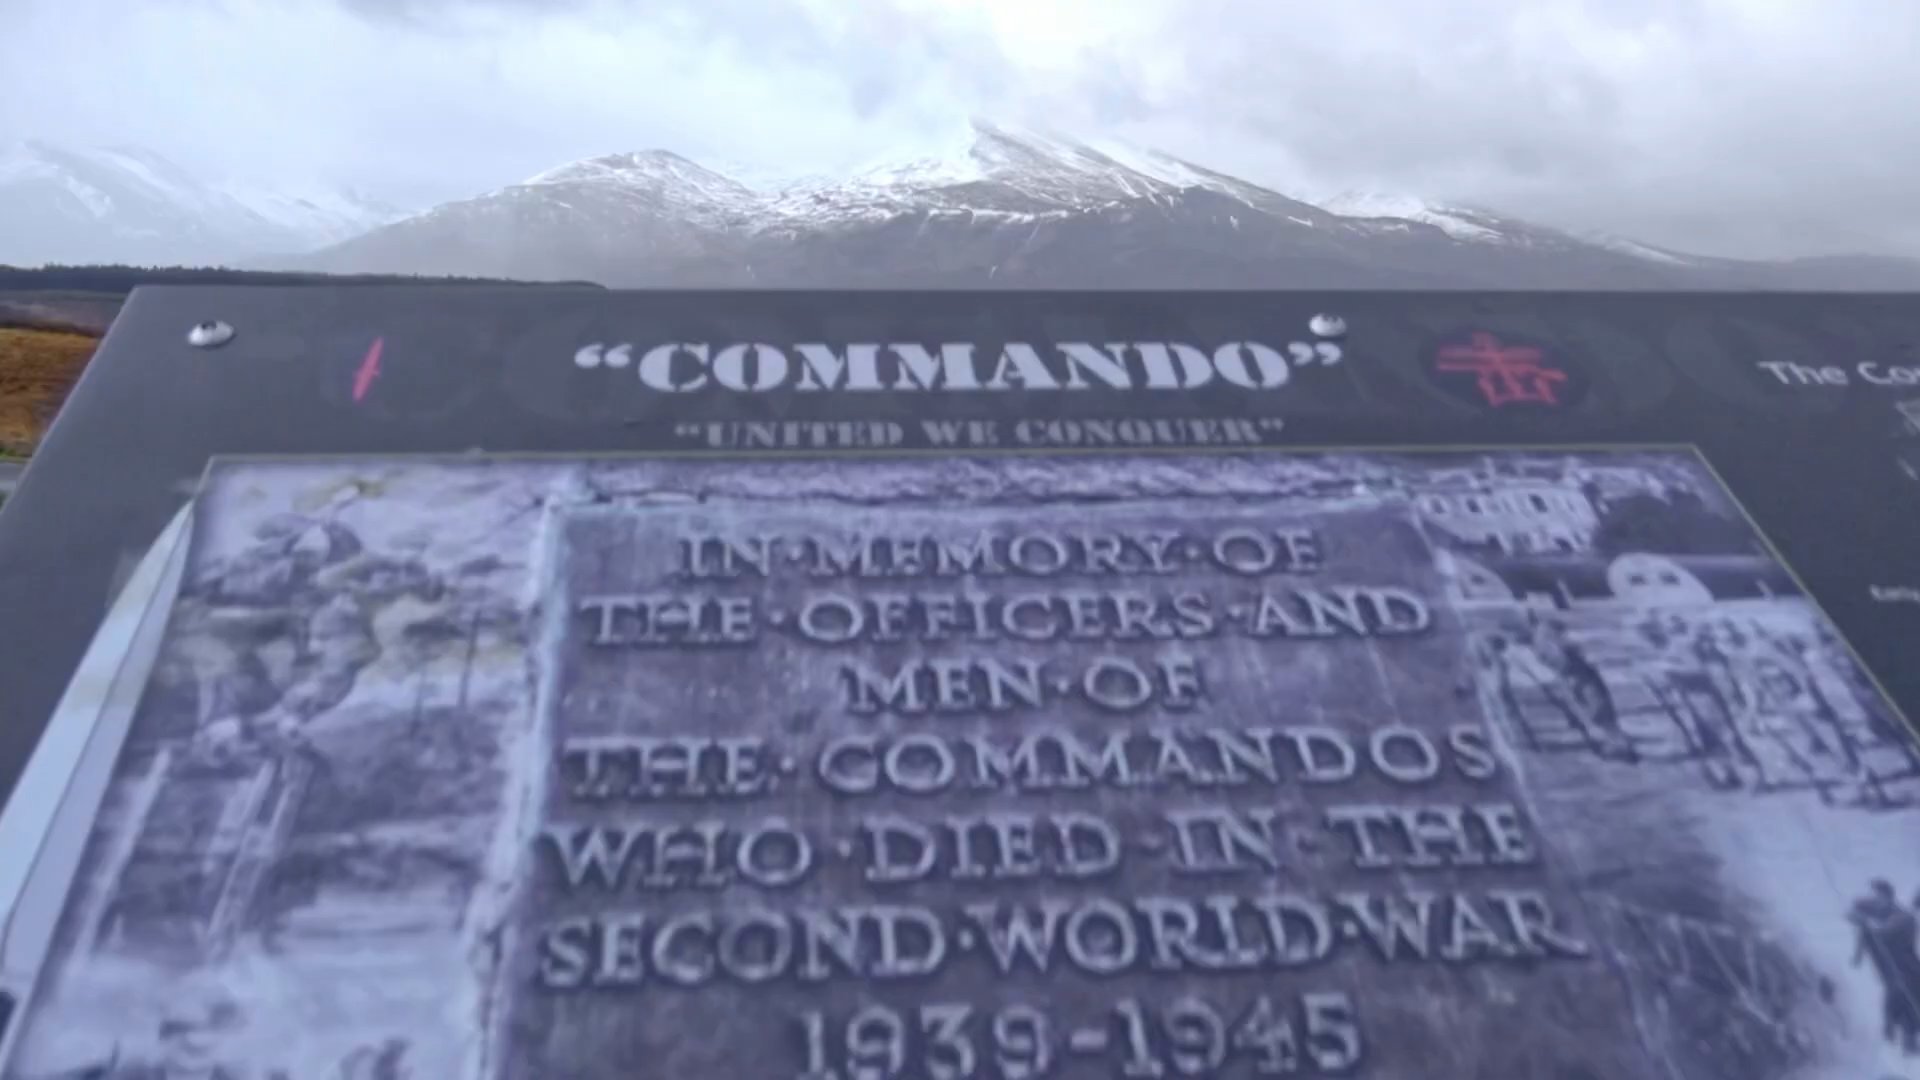 “COMMANDO”
“UNITED WE CONQUER”
The
IN·MEMORY·OF
THE·OFFICERS·AND
MEN·OF
THE·COMMANDOS
WHO·DIED·IN·THE
SECOND·WORLD·WAR
1939-1945